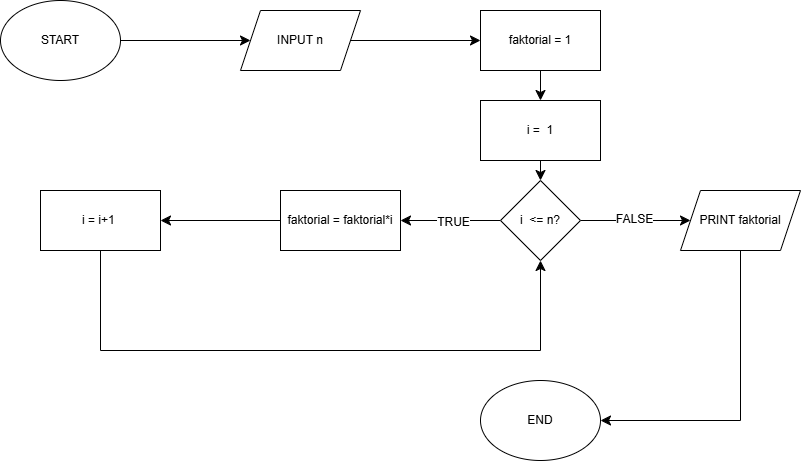 START
INPUT n
faktorial = 1
i = 1
i <= n?
TRUE
faktorial = faktorial*i
i = i+1
FALSE
PRINT faktorial
END